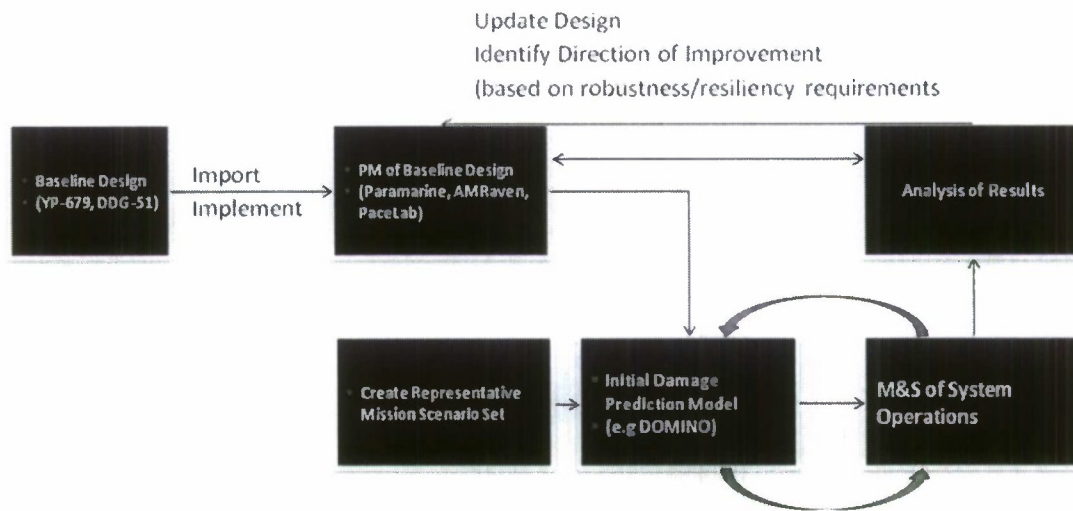 Update Design
Identify Direction of Improvement
(based on robustness/resiliency requirements
Baseline Design
(YP-679, DDG-51)
Import
Implement
PM of Baseline Design
(Paramarine, AMRaven,
PaceLab)
Analysis of Results
Create Representative
Mission Scenario Set
Initial Damage
Prediction Model
(e.g DOMINO)
M&S of System
Operations